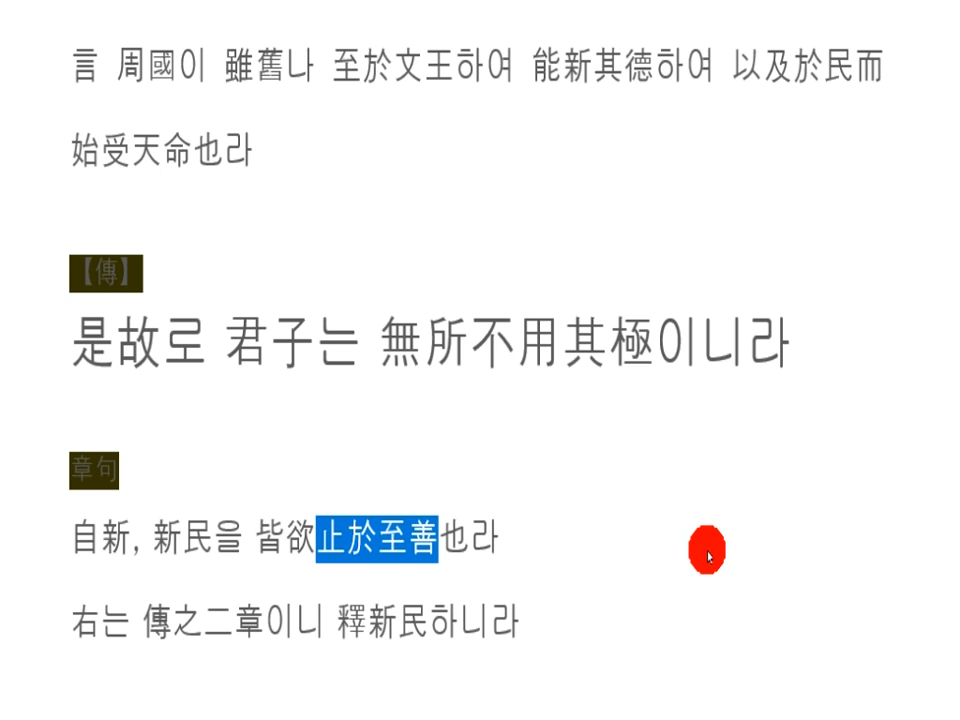 言 周國이 雖舊나 至於文王하여 能新其德하여 以及於民而
始受天命也라
【傳】
是故로 君子는 無所不用其極이니라
章句
自新, 新民을 皆欲止於至善也라
右는 傳之二章이니 釋新民하니라